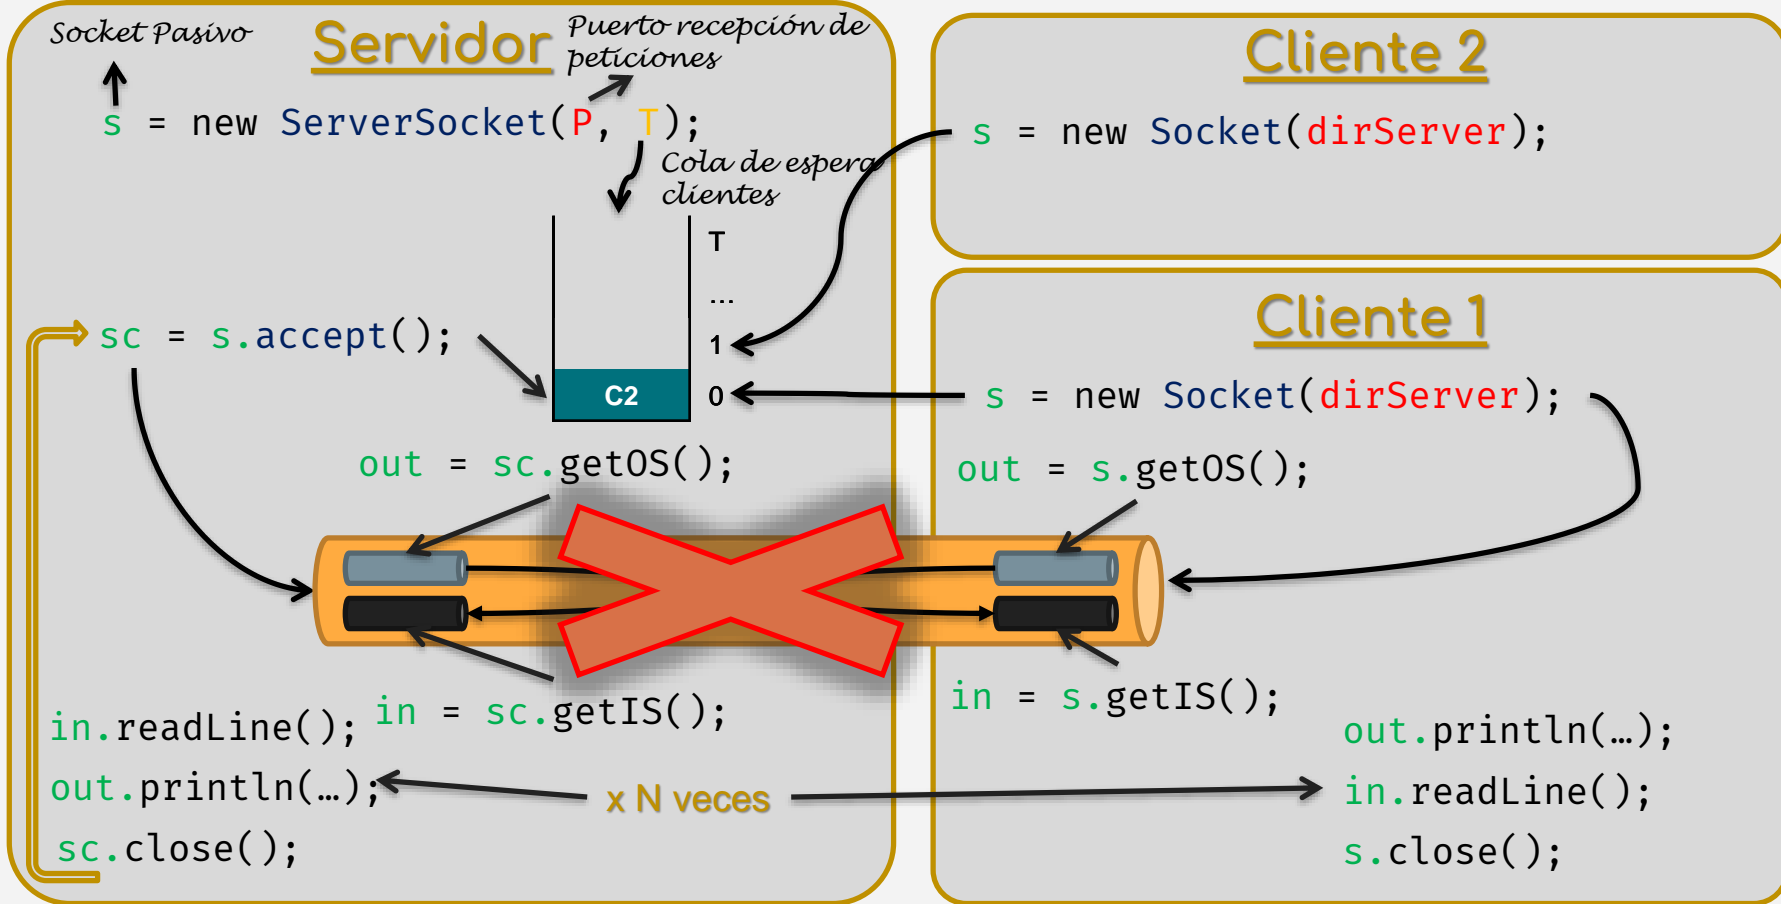 Socket Pasivo
Servidor
Puerto recepción de
peticiones
s = new ServerSocket(P, T);
Cola de espera
clientes
T
...
1
0
C2
sc = s.accept();
out = sc.getOS();
in = sc.getIS();
in.readLine();
out.println(…);
sc.close();
x N veces
Cliente 2
s = new Socket(dirServer);
Cliente 1
s = new Socket(dirServer);
out = s.getOS();
in = s.getIS();
out.println(…);
in.readLine();
s.close();